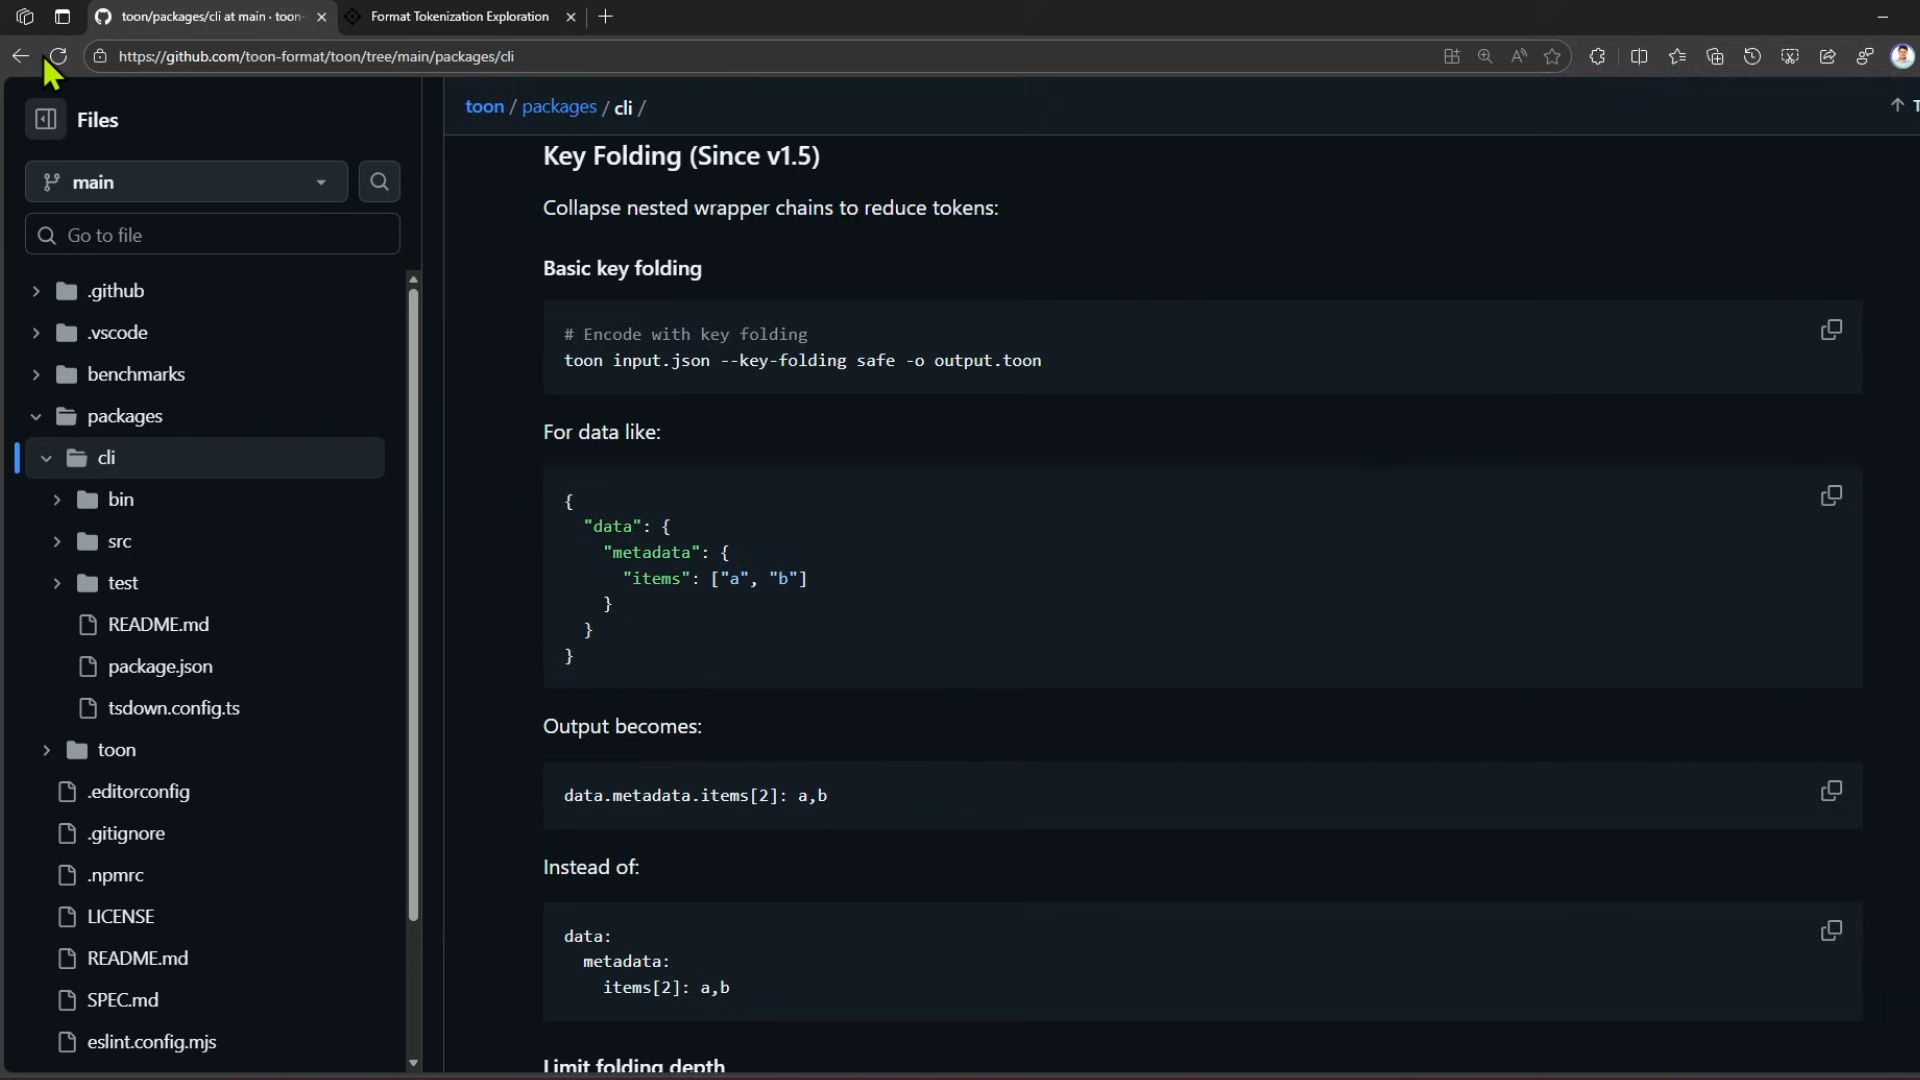 toon/packages/cli at main · toon-
Format Tokenization Exploration
https://github.com/toon-format/toon/tree/main/packages/cli
Files
main
Go to file
.github
.vscode
benchmarks
packages
cli
bin
src
test
README.md
package.json
tsdown.config.ts
toon
.editorconfig
.gitignore
.npmrc
LICENSE
README.md
SPEC.md
eslint.config.mjs
toon / packages / cli /
T
Key Folding (Since v1.5)
Collapse nested wrapper chains to reduce tokens:
Basic key folding
# Encode with key folding
toon input.json --key-folding safe -o output.toon
For data like:
{
  "data": {
    "metadata": {
      "items": ["a", "b"]
    }
  }
}
Output becomes:
data.metadata.items[2]: a,b
Instead of:
data:
  metadata:
    items[2]: a,b
Limit folding depth